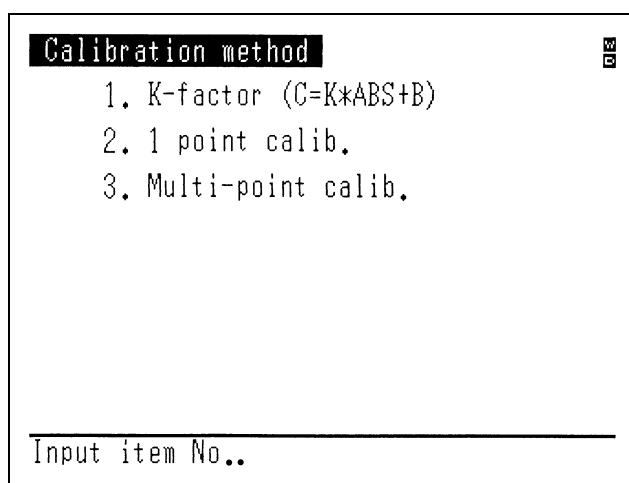 Calibration method
W
D
1. K-factor (C=K*ABS+B)
2. 1 point calib.
3. Multi-point calib.
Input item No..